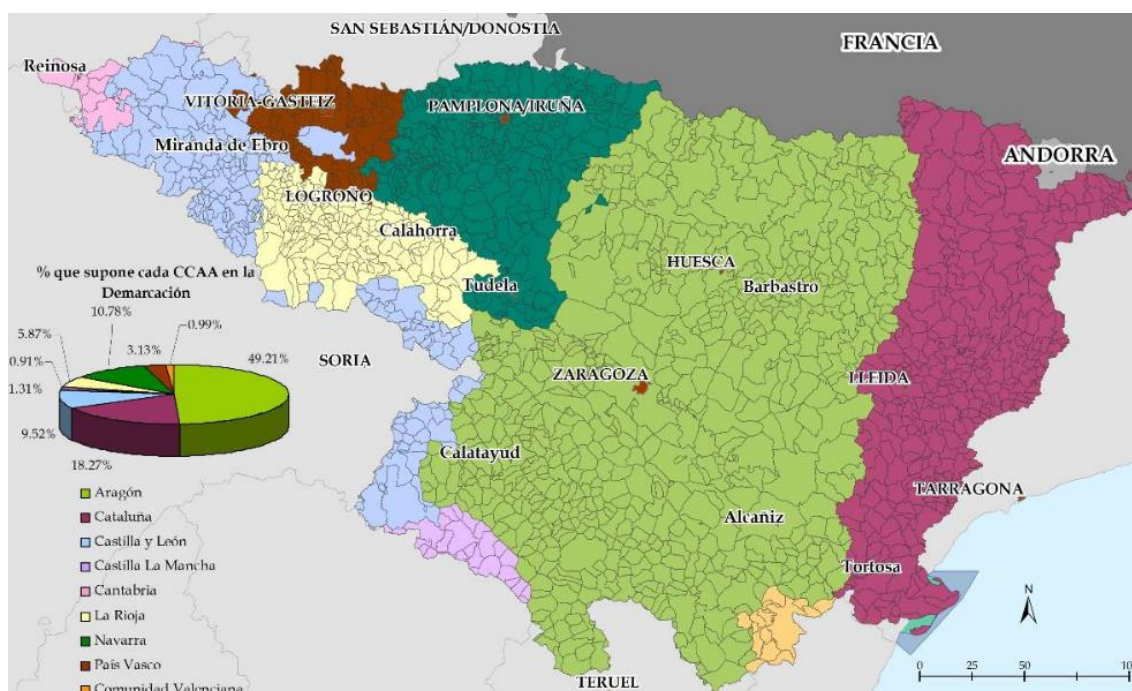 SAN SEBASTIÁN/DONOSTIA
FRANCIA
Reinosa
VITORIA-GASTEIZ
PAMPLONA/IRUÑA
Miranda de Ebro
ANDORRA
LOGROÑO
Calahorra
HUESCA
Barbastro
Tudela
% que supone cada CCAA en la
Demarcación
10.78%
0.99%
5.87%
3.13%
49.21%
0.91%
1.31%
9.52%
18.27%
SORIA
ZARAGOZA
LLEIDA
Calatayud
TARRAGONA
Alcañiz
Tortosa
Aragón
Cataluña
Castilla y León
Castilla La Mancha
Cantabria
La Rioja
Navarra
País Vasco
Comunidad Valenciana
TERUEL
N
0 25 50 10